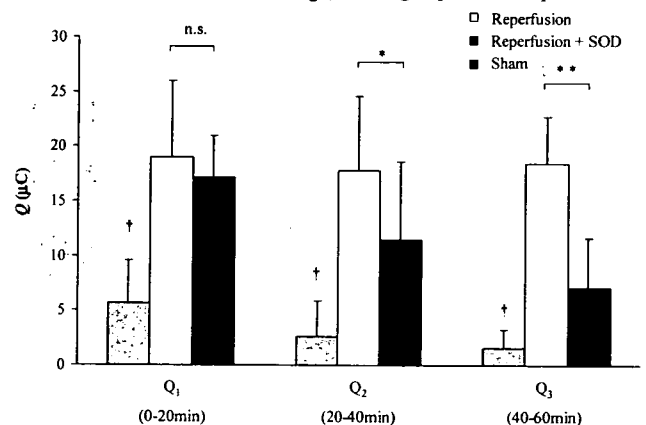 Reperfusion
Reperfusion + SOD
Sham
30
25
20
15
10
5
0
Q (µC)
n.s.
*
**
†
†
†
Q₁
Q₂
Q₃
(0-20min)
(20-40min)
(40-60min)